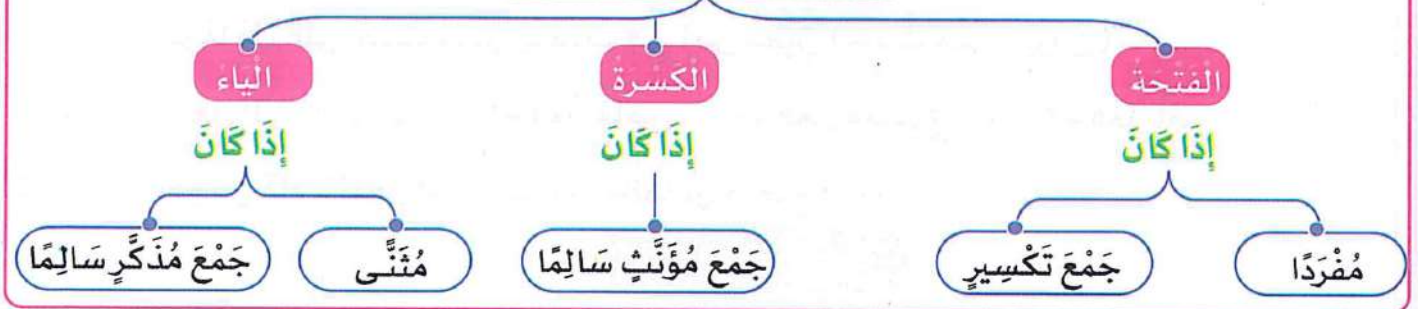 الْفَتْحَةُ الْكَسْرَةُ الْيَاءُ
إِذَا كَانَ إِذَا كَانَ إِذَا كَانَ
مُفْرَدًا جَمْعَ تَكْسِيرٍ جَمْعَ مُؤَنَّثٍ سَالِمًا مُثَنًّى جَمْعَ مُذَكَّرٍ سَالِمًا